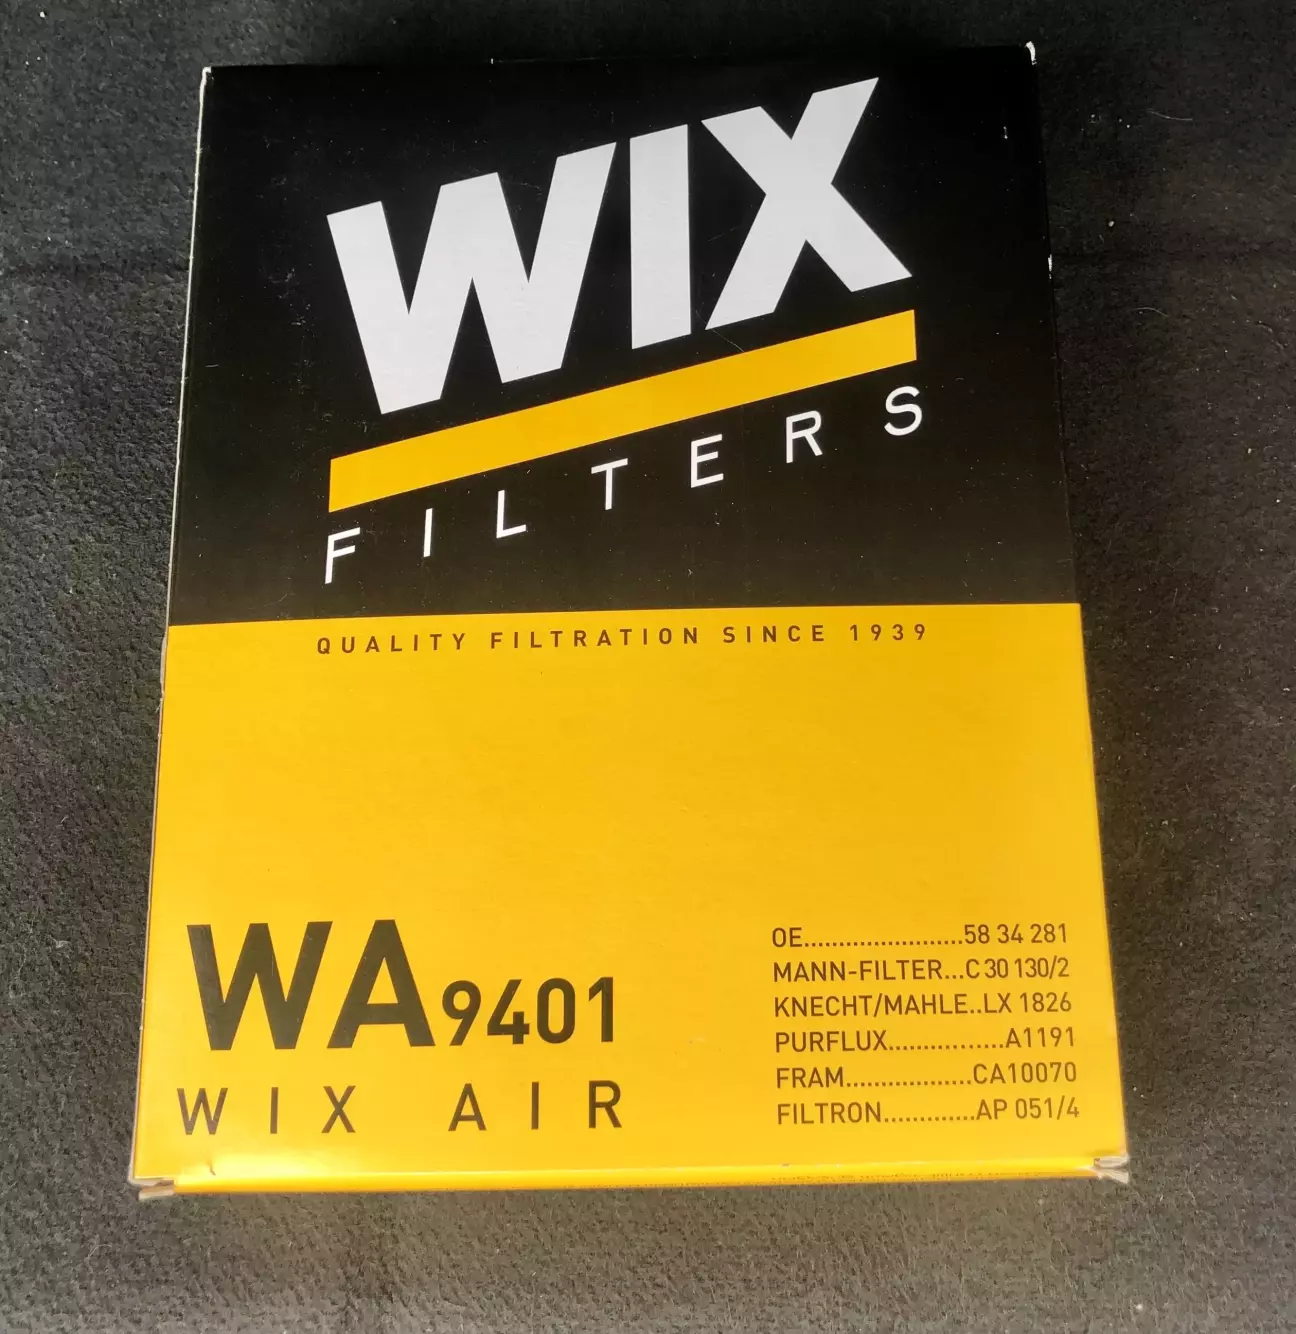 WIX
FILTERS
QUALITY FILTRATION SINCE 1939
WA9401
WIX AIR
OE.......................58 34 281
MANN-FILTER...C 30 130/2
KNECHT/MAHLE..LX 1826
PURFLUX................A1191
FRAM..................CA10070
FILTRON.............AP 051/4